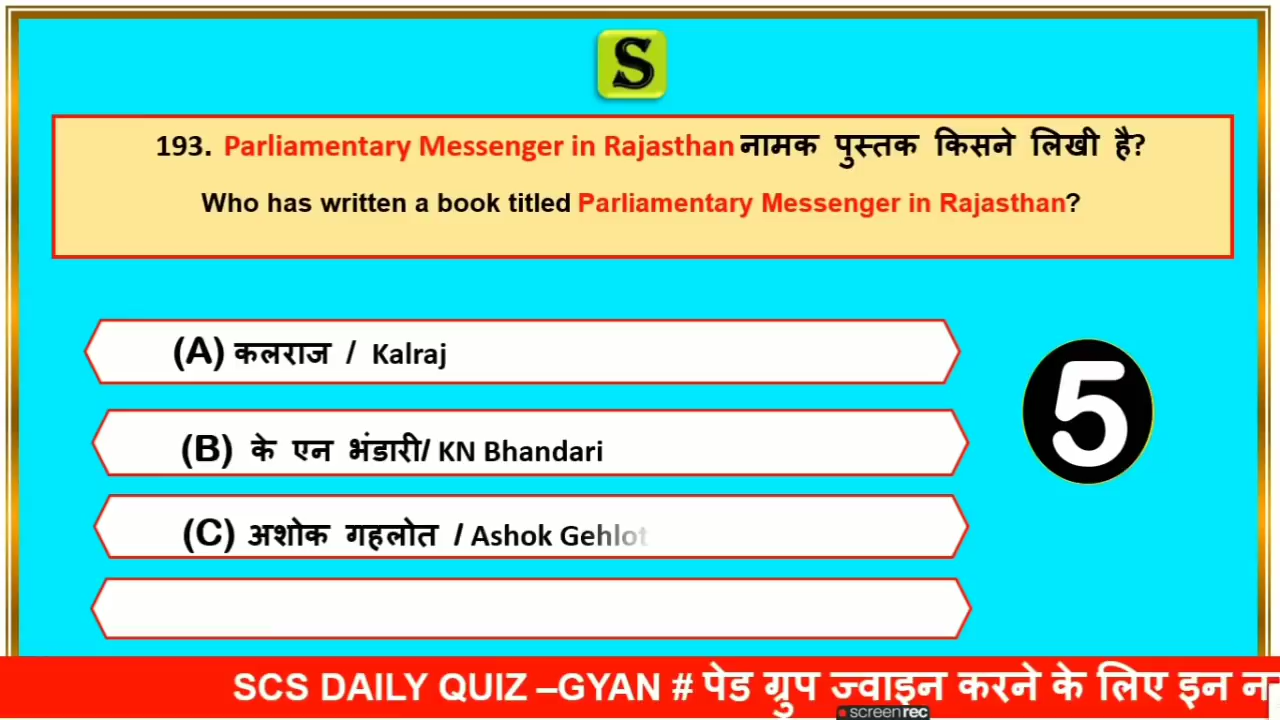 S
193. Parliamentary Messenger in Rajasthan नामक पुस्तक किसने लिखी है?
Who has written a book titled Parliamentary Messenger in Rajasthan?
(A) कलराज / Kalraj
5
(B) के एन भंडारी/ KN Bhandari
(C) अशोक गहलोत / Ashok Gehlot
SCS DAILY QUIZ –GYAN # पेड ग्रुप ज्वाइन करने के लिए इन
screenrec